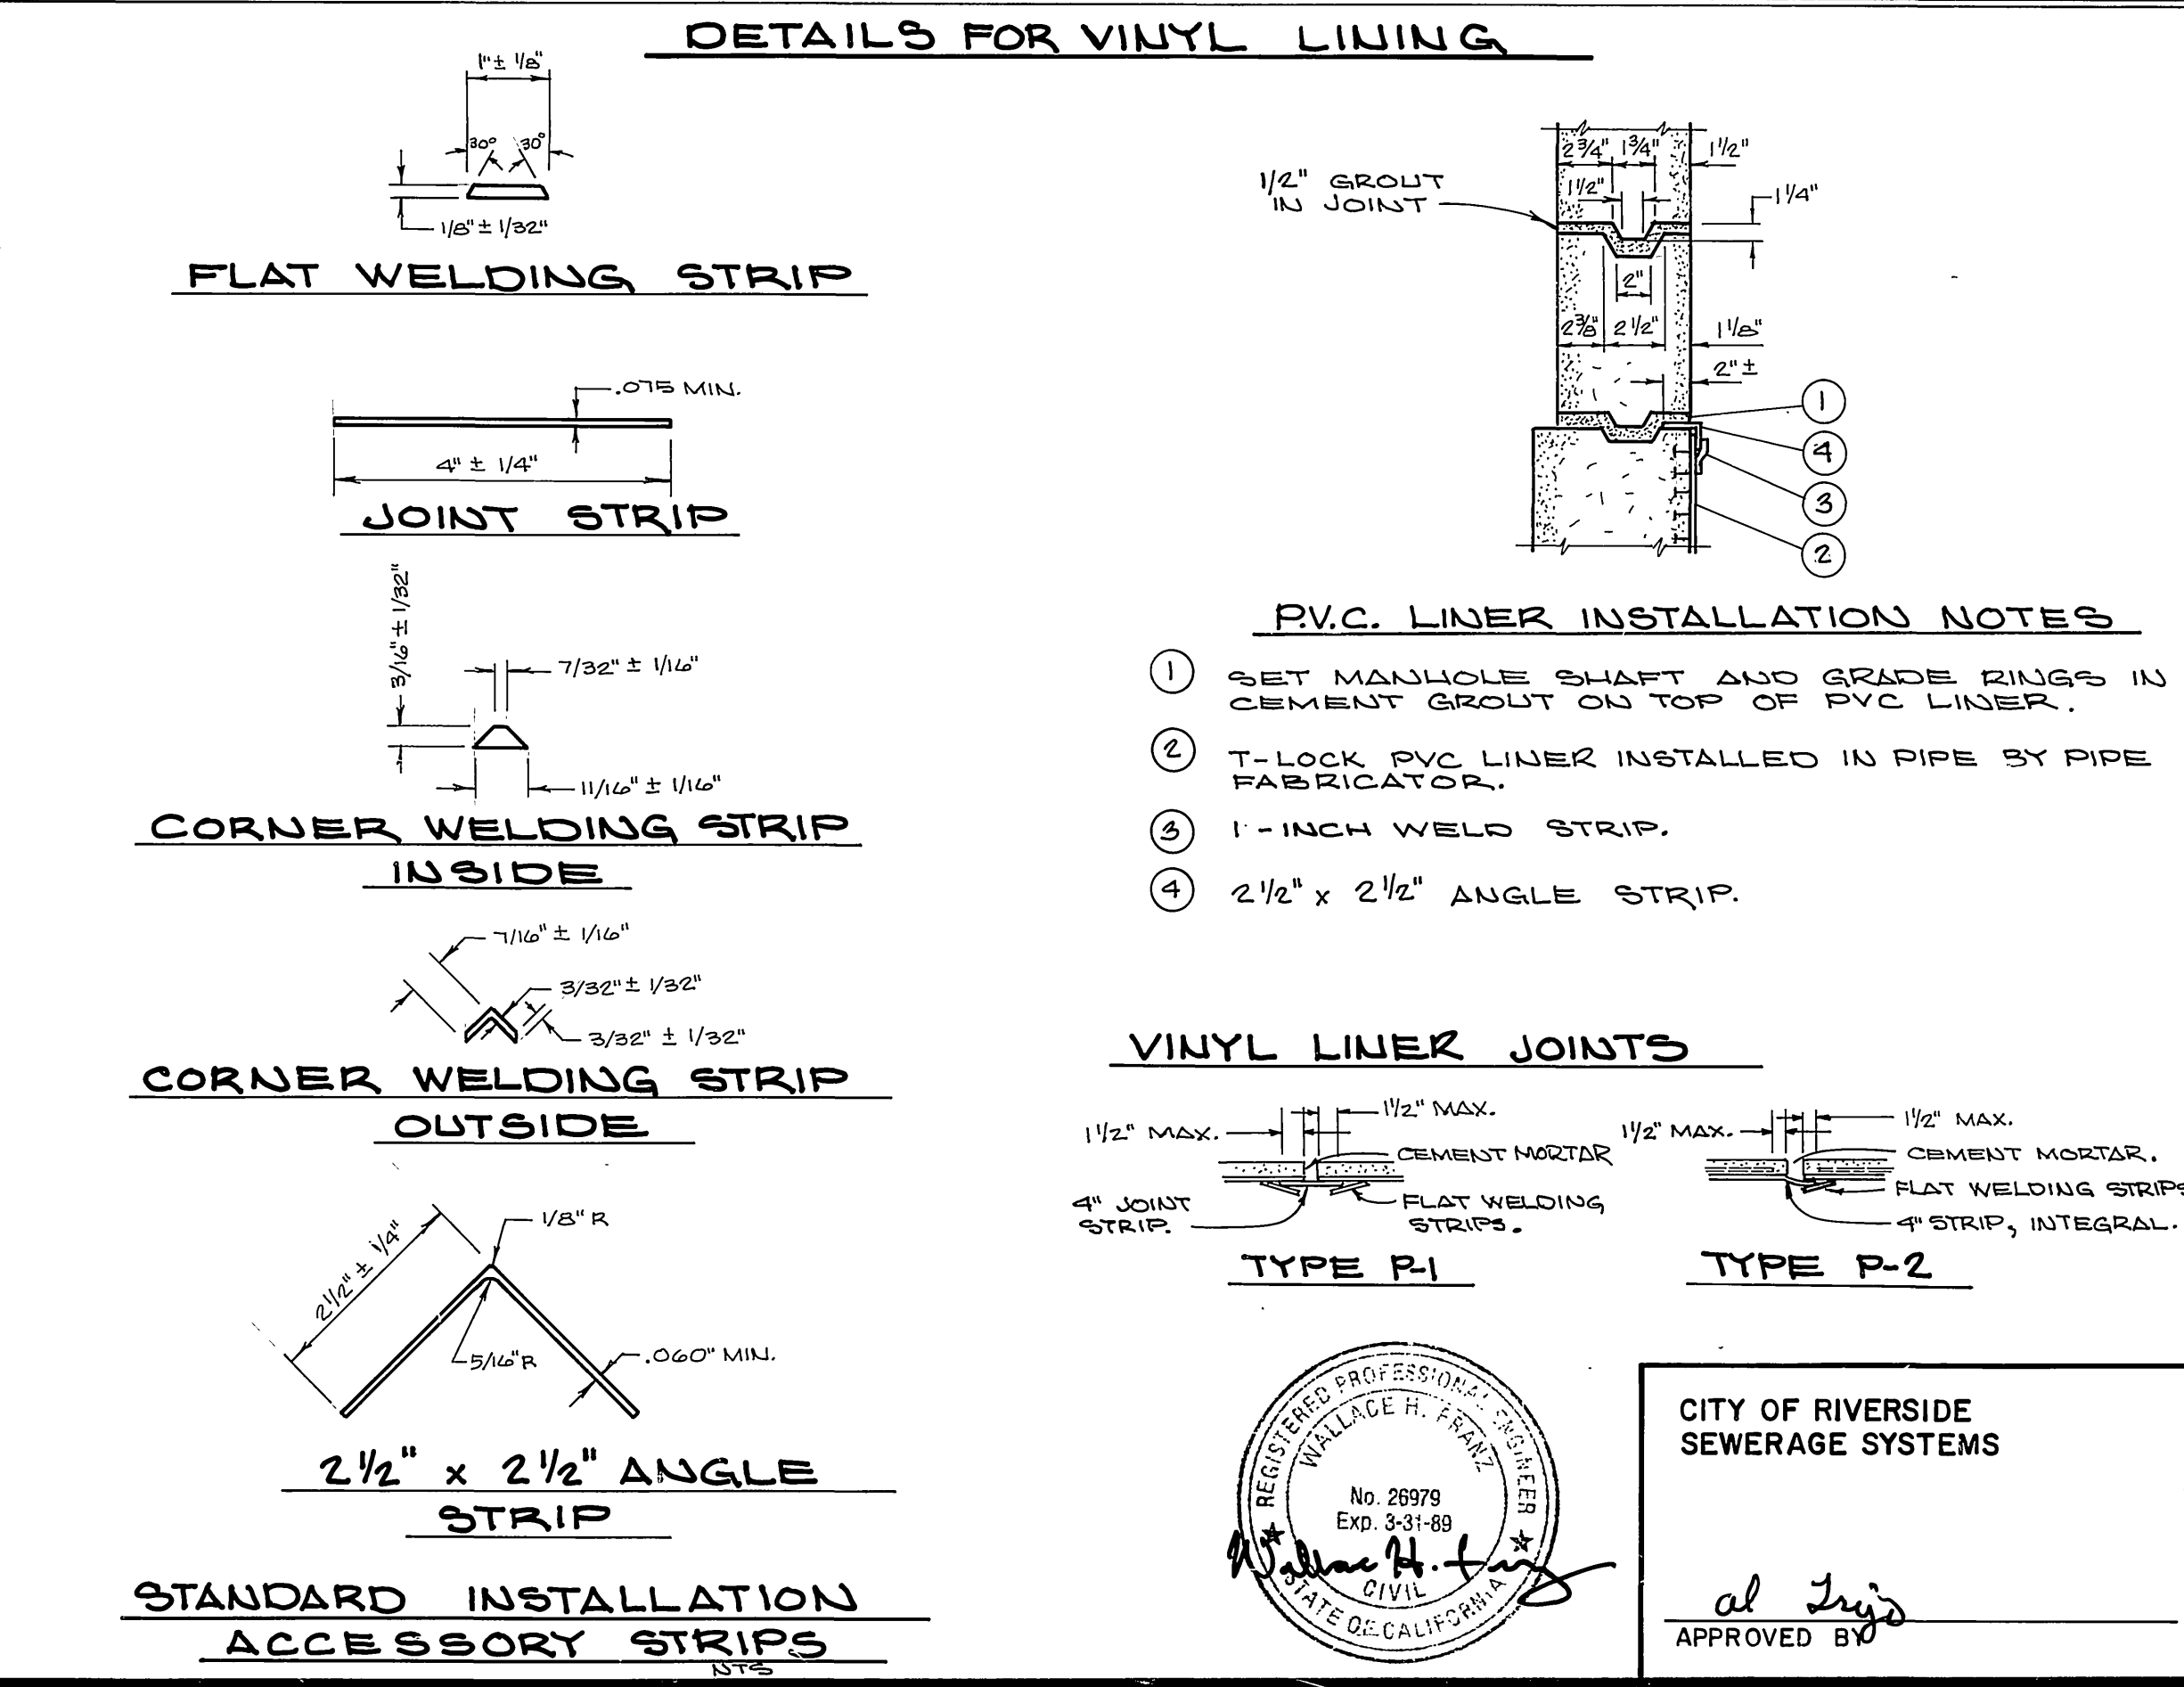 DETAILS FOR VINYL LINING
1"± 1/8"
30° 30°
1/8"± 1/32"
FLAT WELDING STRIP
.075 MIN.
4" ± 1/4"
JOINT STRIP
3/16"± 1/32"
7/32" ± 1/16"
11/16" ± 1/16"
CORNER WELDING STRIP
INSIDE
7/16" ± 1/16"
3/32"± 1/32"
3/32" ± 1/32"
CORNER WELDING STRIP
OUTSIDE
2 1/2" ± 1/4"
1/8" R
5/16"R
.060" MIN.
2 1/2" x 2 1/2" ANGLE
STRIP
STANDARD INSTALLATION
ACCESSORY STRIPS
NTS
2 3/4" 1 3/4" 1 1/2"
1/2" GROUT
IN JOINT
1 1/2"
1 1/4"
2"
2 3/8" 2 1/2" 1 1/8"
2" ±
1
4
3
2
P.V.C. LINER INSTALLATION NOTES
1 SET MANHOLE SHAFT AND GRADE RINGS IN
CEMENT GROUT ON TOP OF PVC LINER.
2 T-LOCK PVC LINER INSTALLED IN PIPE BY PIPE
FABRICATOR.
3 1-INCH WELD STRIP.
4 2 1/2" x 2 1/2" ANGLE STRIP.
VINYL LINER JOINTS
1 1/2" MAX.
1 1/2" MAX.
CEMENT MORTAR
4" JOINT
STRIP.
FLAT WELDING
STRIPS.
TYPE P-1
1 1/2" MAX.
1 1/2" MAX.
CEMENT MORTAR.
FLAT WELDING STRIPS
4" STRIP, INTEGRAL.
TYPE P-2
REGISTERED PROFESSIONAL ENGINEER
WALLACE H. FRANZ
No. 26979
Exp. 3-31-89
CIVIL
STATE OF CALIFORNIA
CITY OF RIVERSIDE
SEWERAGE SYSTEMS
APPROVED BY